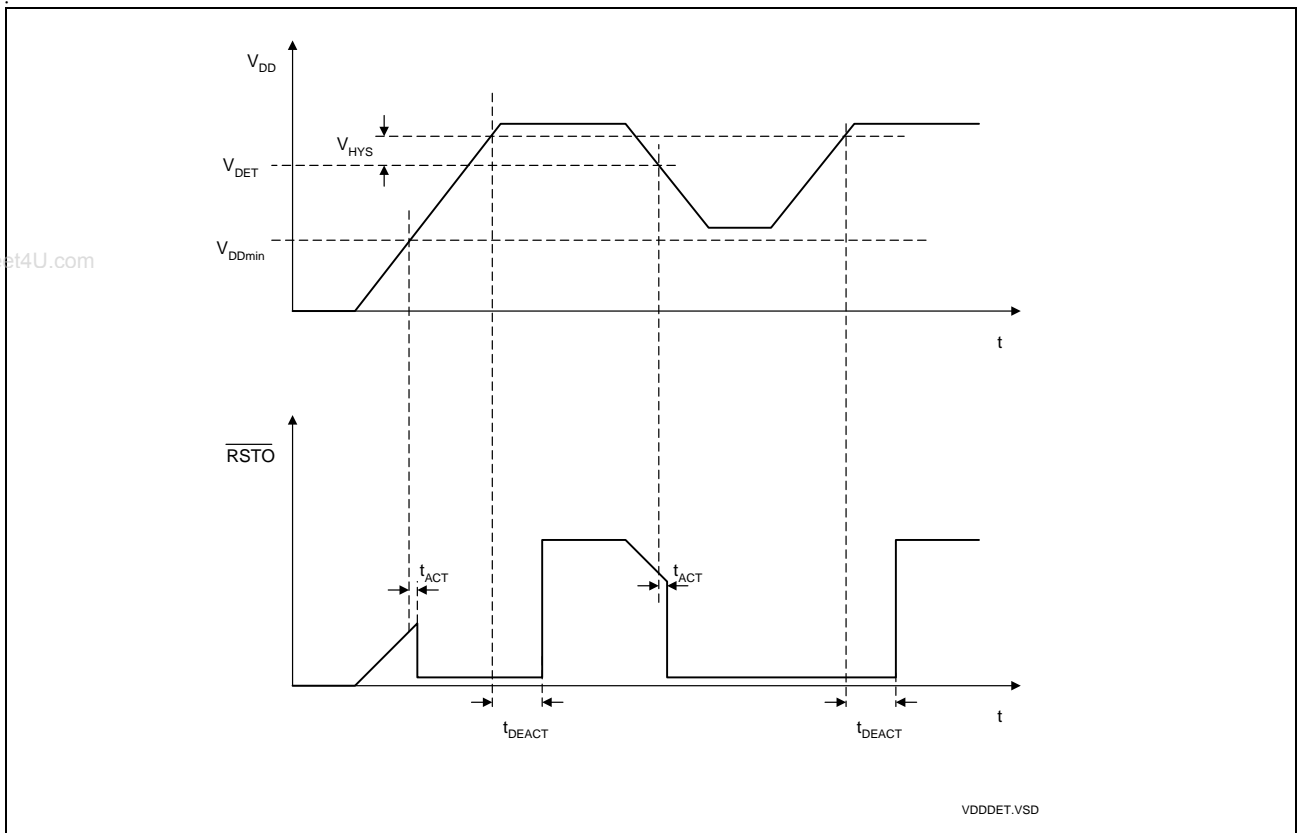 V_DD
V_HYS
V_DET
V_DDmin
et4U.com
t
RSTO
t_ACT
t_ACT
t
t_DEACT
t_DEACT
VDDDET.VSD